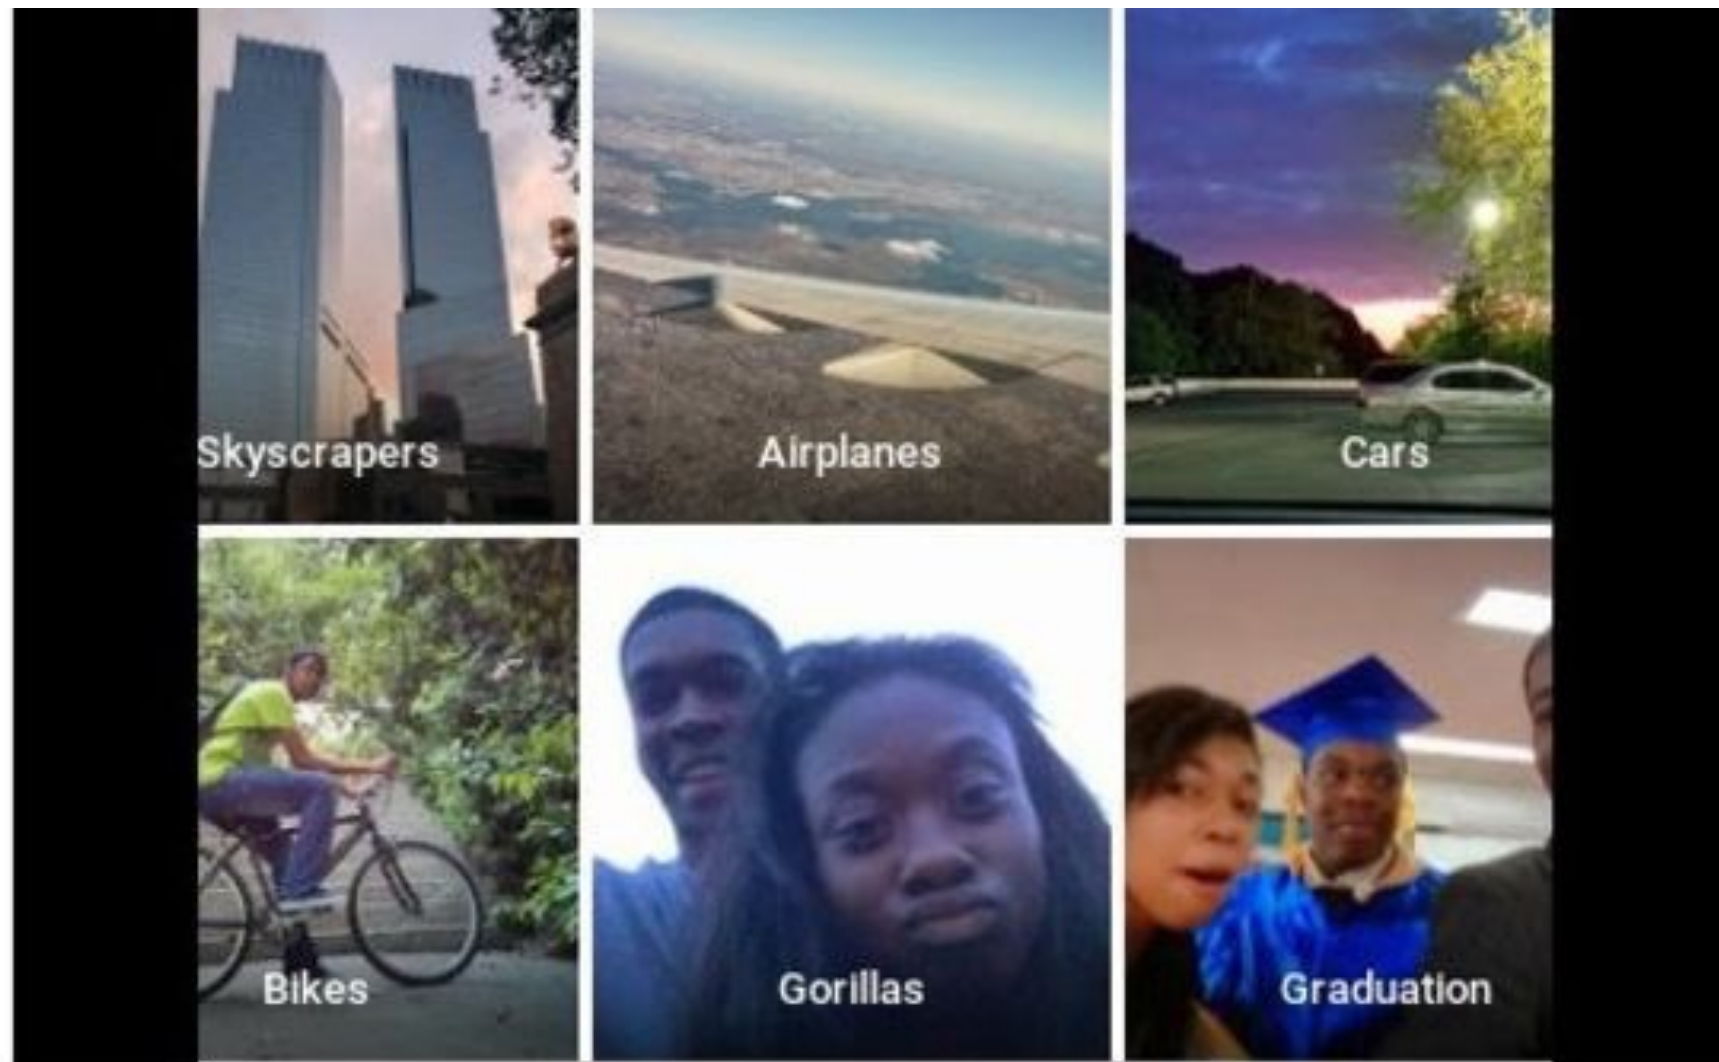 Skyscrapers
Airplanes
Cars
Bikes
Gorillas
Graduation